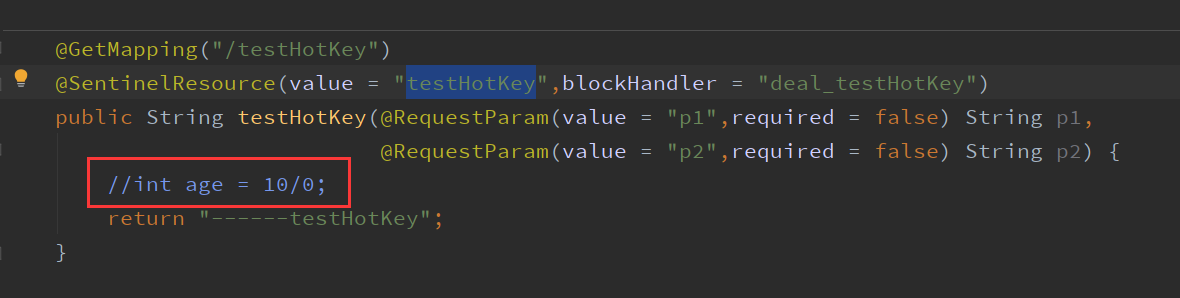 @GetMapping("/testHotKey")
@SentinelResource(value = "testHotKey",blockHandler = "deal_testHotKey")
public String testHotKey(@RequestParam(value = "p1",required = false) String p1,
@RequestParam(value = "p2",required = false) String p2) {
//int age = 10/0;
return "------testHotKey";
}